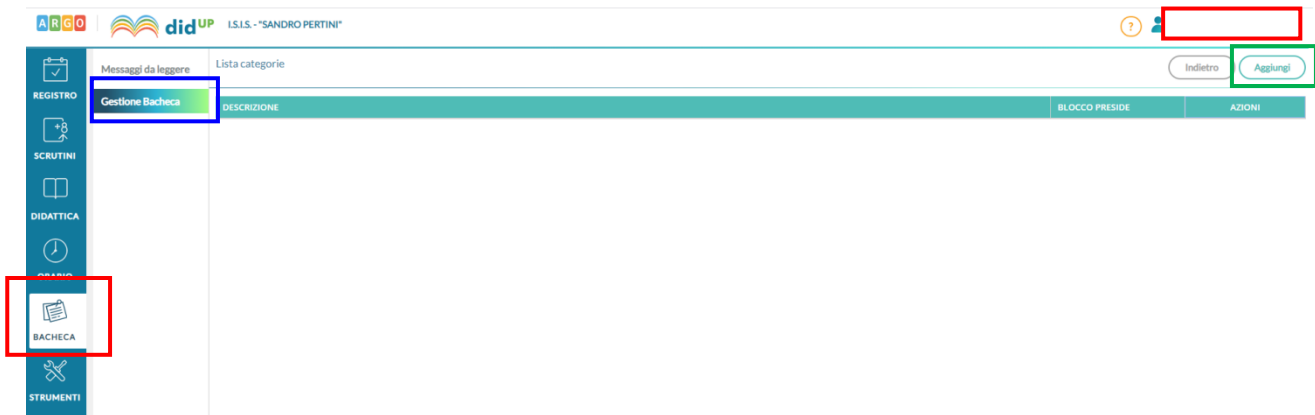 ARGO didUP I.S.I.S. - "SANDRO PERTINI" ?
REGISTRO
SCRUTINI
+8
DIDATTICA
ORARIO
BACHECA
STRUMENTI
Messaggi da leggere
Gestione Bacheca
Lista categorie
Indietro
Aggiungi
DESCRIZIONE BLOCCO PRESIDE AZIONI